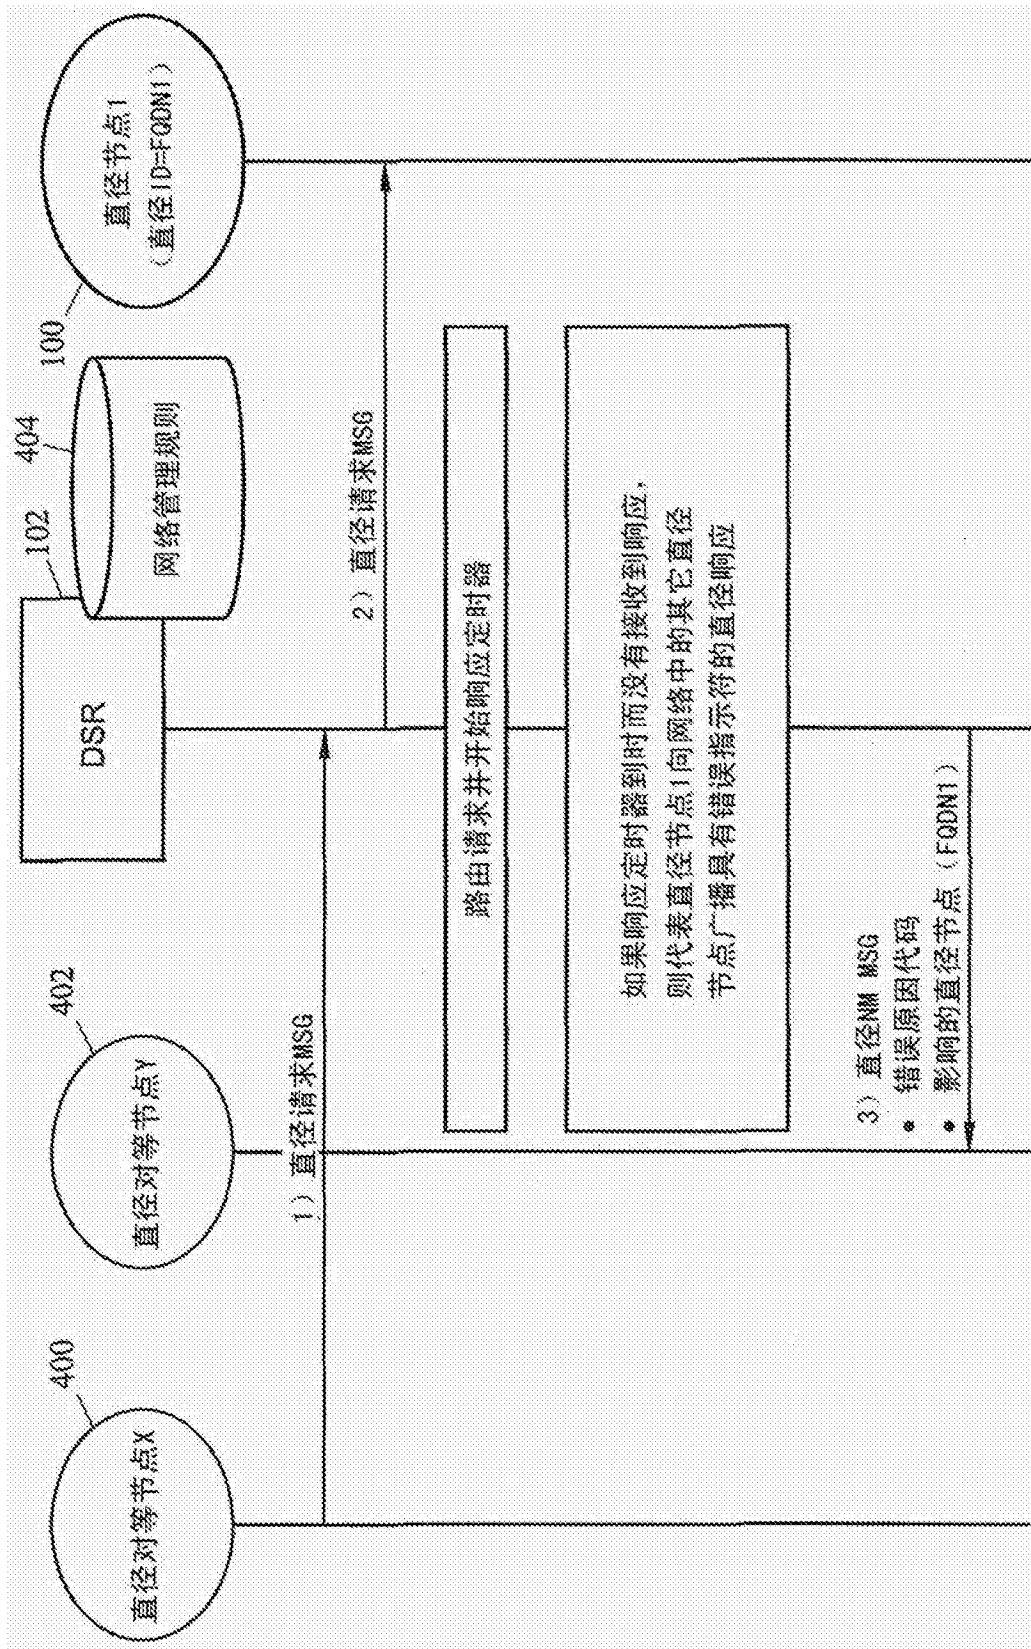 400
直径对等节点X
402
直径对等节点Y
102
DSR
404
网络管理规则
100
直径节点1
（直径ID=FQDN1）
1）直径请求MSG
2）直径请求MSG
路由请求并开始响应定时器
如果响应定时器到时而没有接收到响应，
则代表直径节点1向网络中的其它直径
节点广播具有错误指示符的直径响应
3）直径NM MSG
• 错误原因代码
• 影响的直径节点（FQDN1）